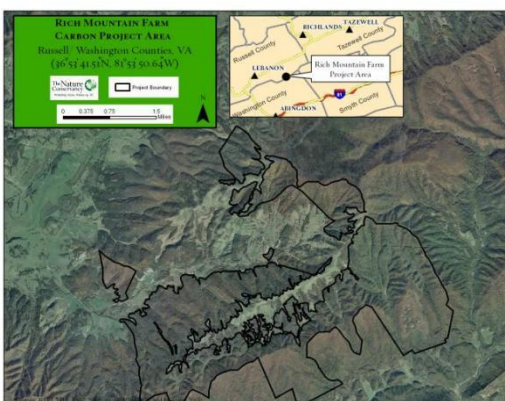 RICH MOUNTAIN FARM
CARBON PROJECT AREA
Russell/Washington Counties, VA
(36°53'41.51"N, 81°53'50.64"W)
The Nature
Conservancy
Project Boundary
N
0 0.375 0.75 1.5
Miles
RICHLANDS
TAZEWELL
Russell County
Tazewell County
LEBANON
Rich Mountain Farm
Project Area
Washington County
Smyth County
ABINGDON
81